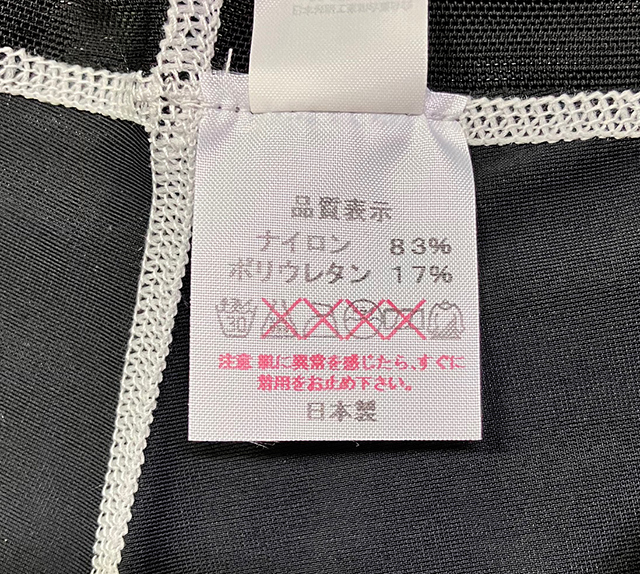 品質表示
ナイロン 83%
ポリウレタン 17%
注意 肌に異常を感じたら、すぐに
着用をお止め下さい。
日本製